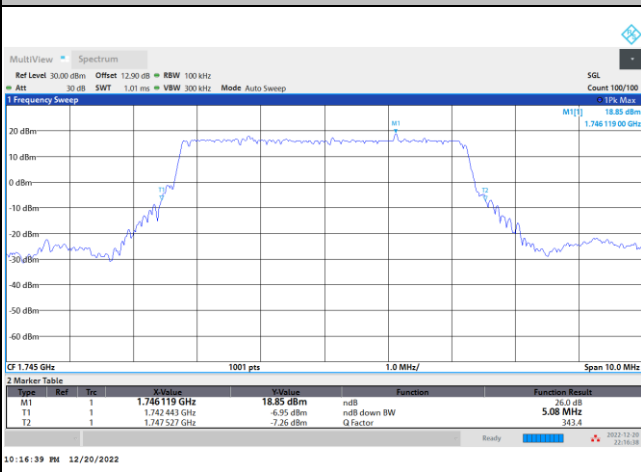 MultiView Spectrum
Ref Level 30.00 dBm Offset 12.90 dB RBW 100 kHz SGL
Att 30 dB SWT 1.01 ms VBW 300 kHz Mode Auto Sweep Count 100/100
1 Frequency Sweep 1Pk Max
M1[1] 18.85 dBm
1.746 119 00 GHz
M1
20 dBm
10 dBm
0 dBm
T1
T2
-10 dBm
-20 dBm
-30 dBm
-40 dBm
-50 dBm
-60 dBm
CF 1.745 GHz 1001 pts 1.0 MHz/ Span 10.0 MHz
2 Marker Table
Type Ref Trc X-Value Y-Value Function Function Result
M1 1 1.746 119 GHz 18.85 dBm ndB 26.0 dB
T1 1 1.742 443 GHz -6.95 dBm ndB down BW 5.08 MHz
T2 1 1.747 527 GHz -7.26 dBm Q Factor 343.4
Ready 2022-12-20
22:16:38
10:16:39 PM 12/20/2022